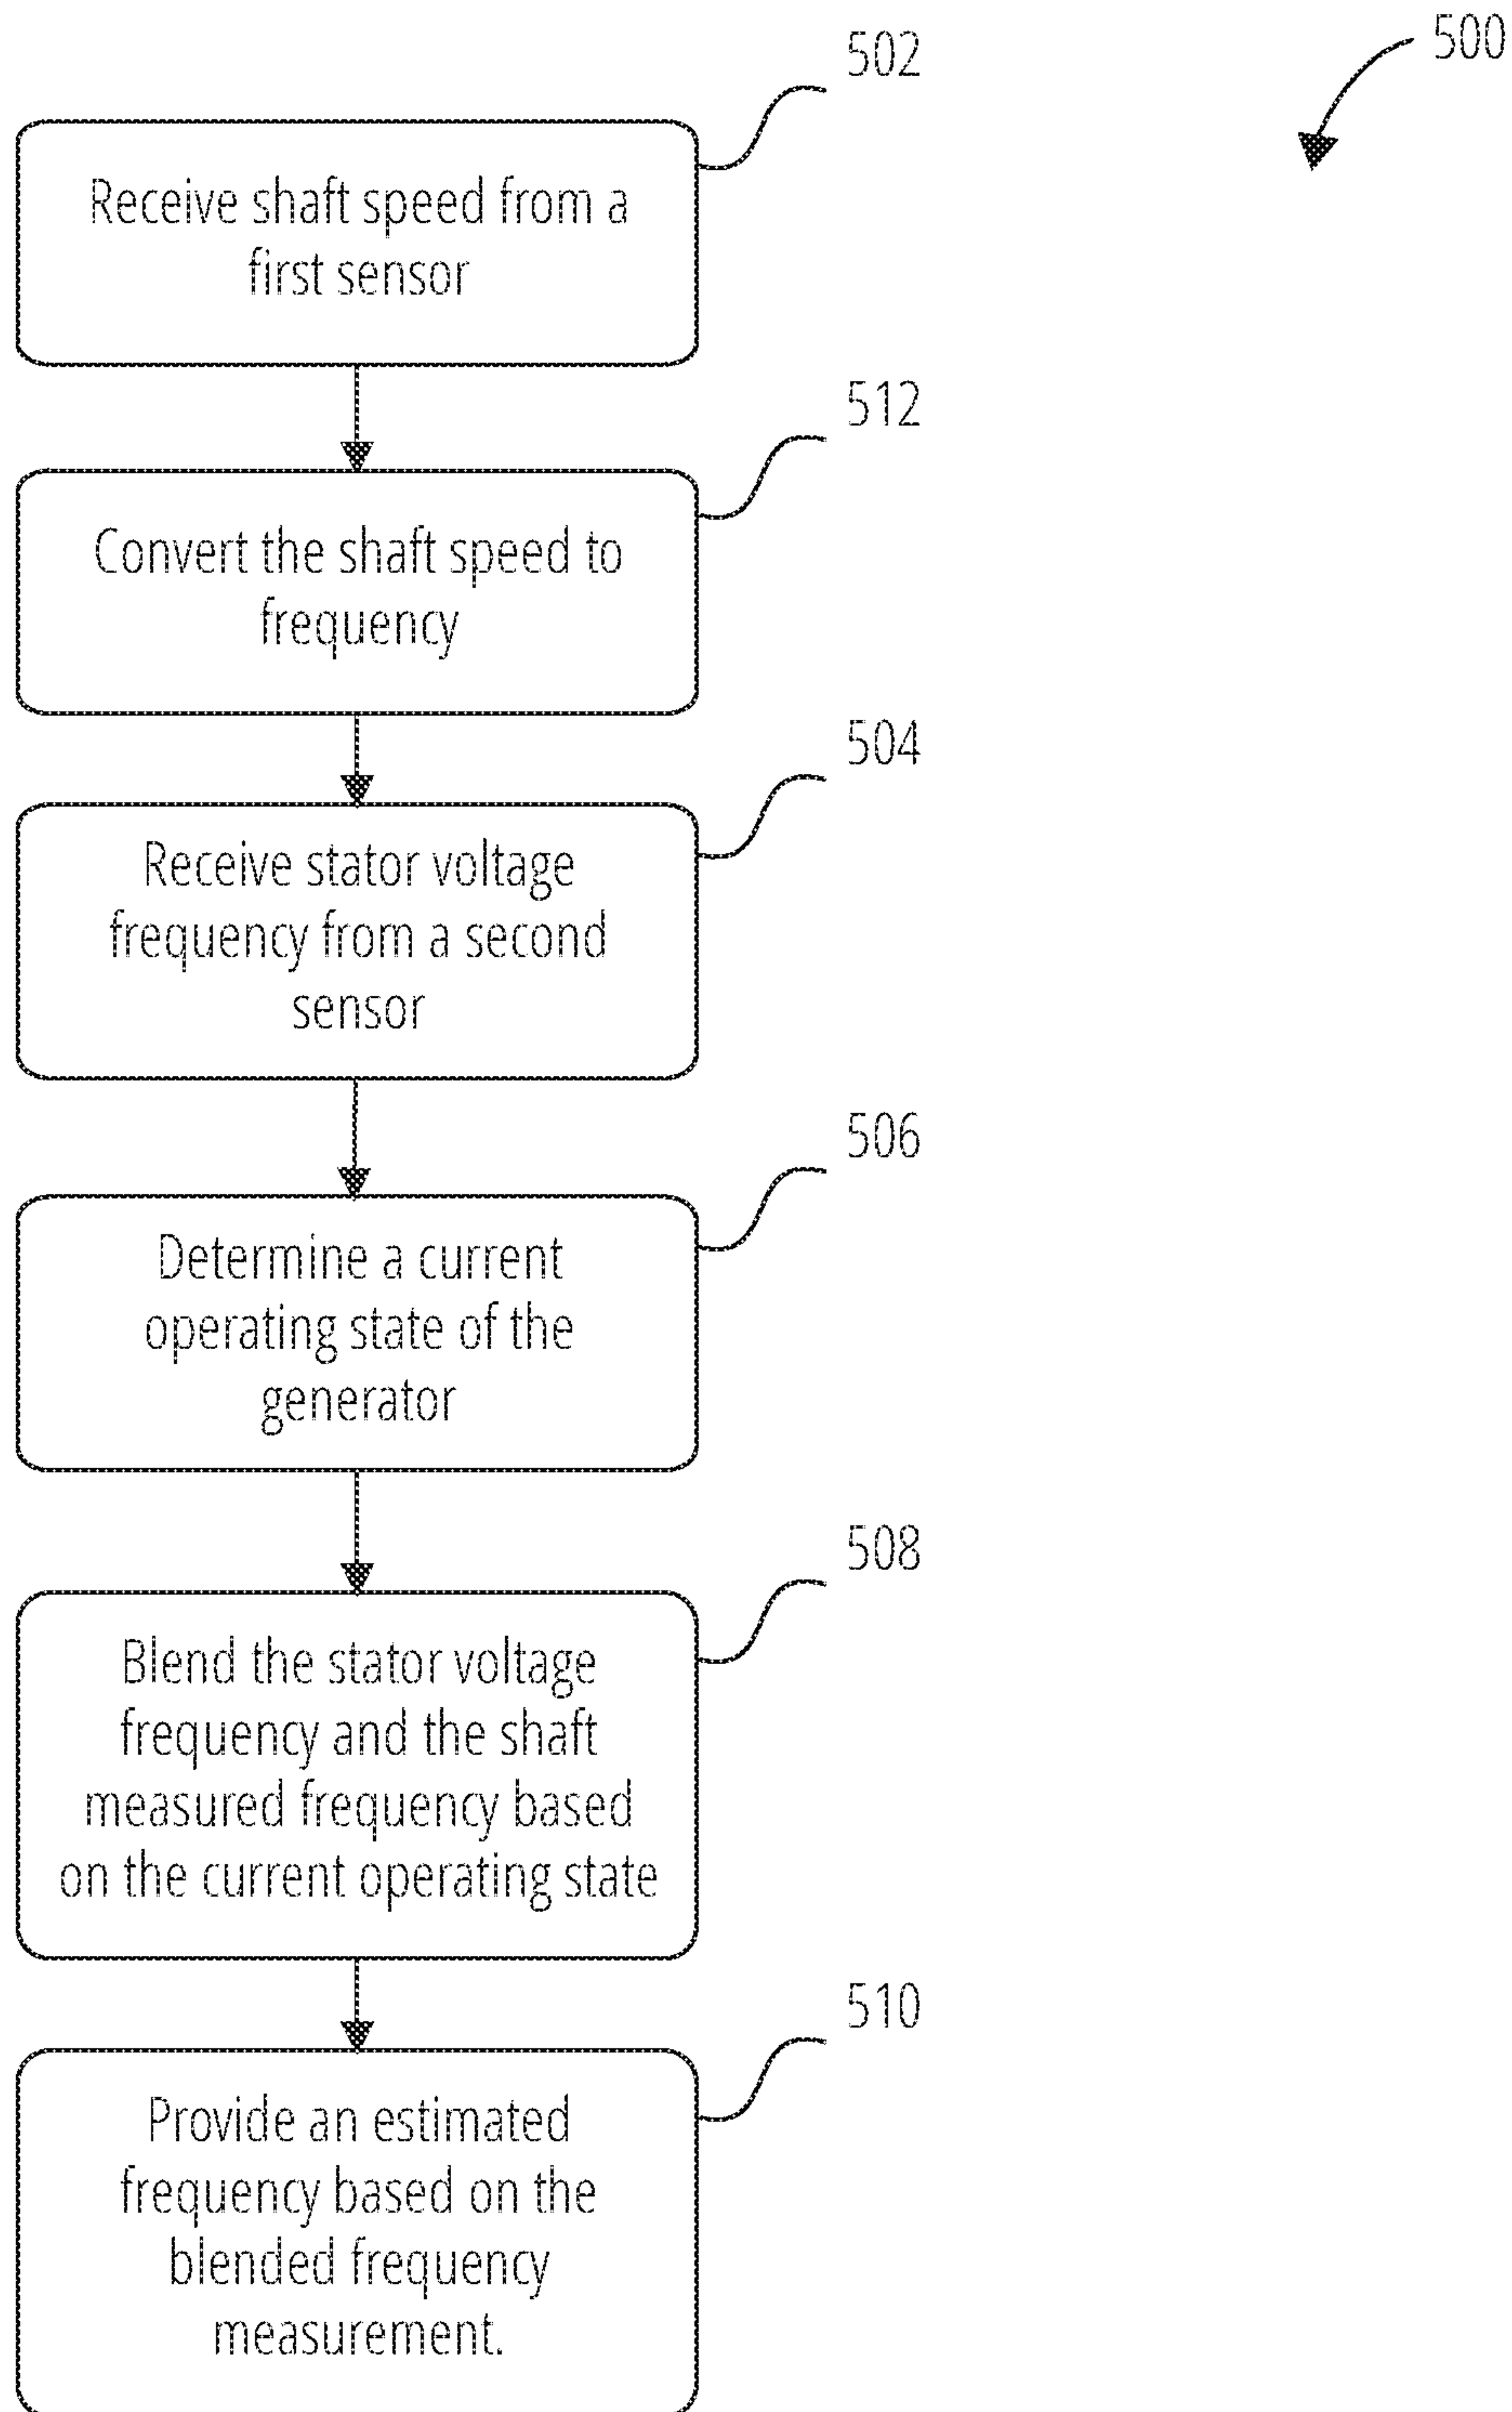 500
502
Receive shaft speed from a
first sensor
512
Convert the shaft speed to
frequency
504
Receive stator voltage
frequency from a second
sensor
506
Determine a current
operating state of the
generator
508
Blend the stator voltage
frequency and the shaft
measured frequency based
on the current operating state
510
Provide an estimated
frequency based on the
blended frequency
measurement.